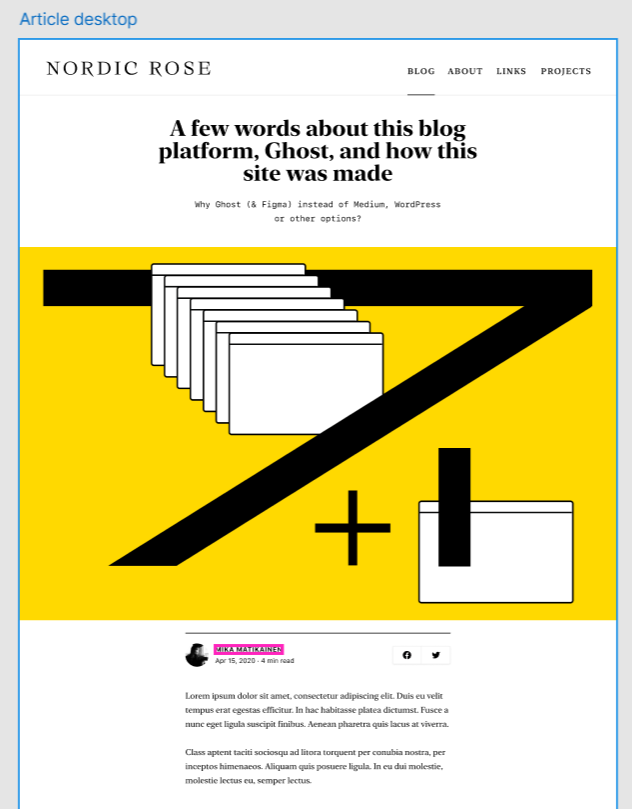 Article desktop
NORDIC ROSE
BLOG ABOUT LINKS PROJECTS
A few words about this blog
platform, Ghost, and how this
site was made
Why Ghost (& Figma) instead of Medium, WordPress
or other options?
MIKA MATIKAINEN
Apr 15, 2020 · 4 min read
Lorem ipsum dolor sit amet, consectetur adipiscing elit. Duis eu velit
tempus erat egestas efficitur. In hac habitasse platea dictumst. Fusce a
nunc eget ligula suscipit finibus. Aenean pharetra quis lacus at viverra.
Class aptent taciti sociosqu ad litora torquent per conubia nostra, per
inceptos himenaeos. Aliquam quis posuere ligula. In eu dui molestie,
molestie lectus eu, semper lectus.